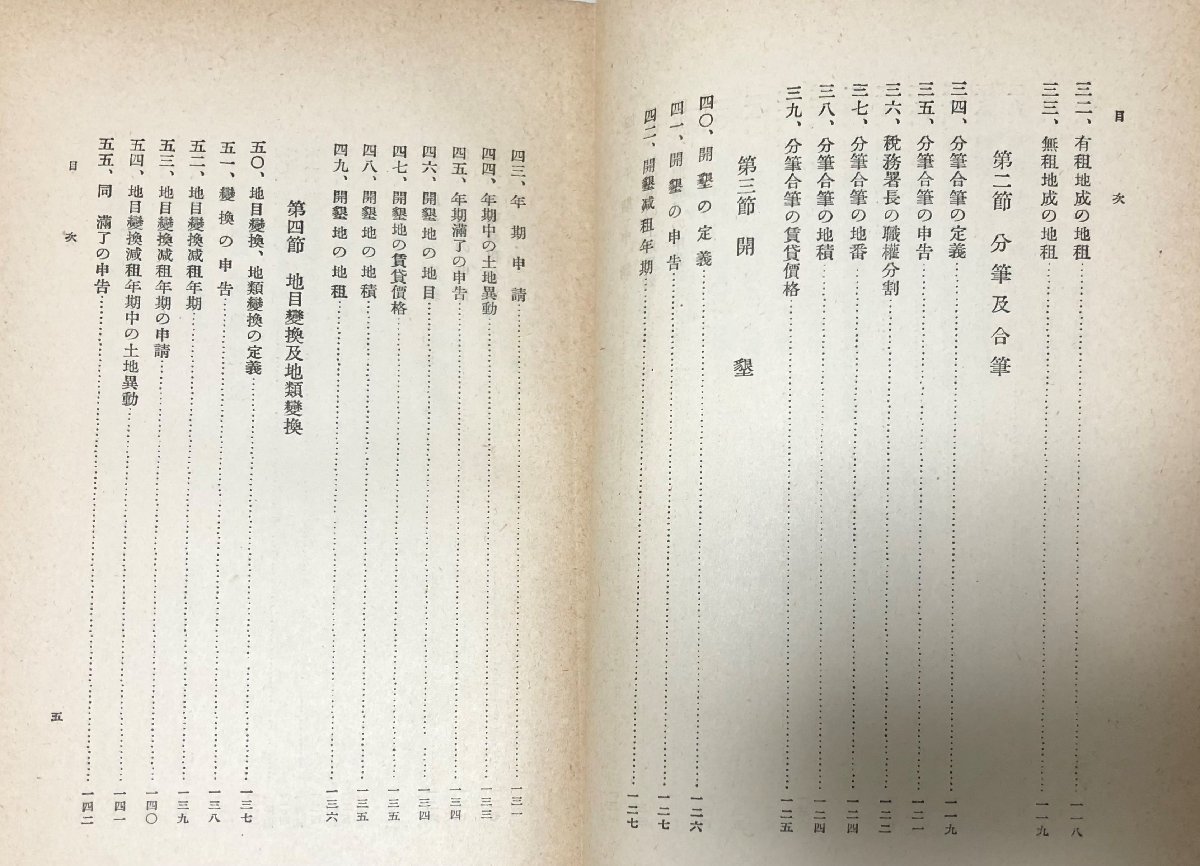 目次
三二、有租地成の地租…一一八
三三、無租地成の地租…一一九
第二節 分筆及合筆
三四、分筆合筆の定義…一一九
三五、分筆合筆の申告…一二一
三六、稅務署長の職權分割…一二二
三七、分筆合筆の地番…一二四
三八、分筆合筆の地積…一二四
三九、分筆合筆の賃貸價格…一二五
第三節 開墾
四〇、開墾の定義…一二六
四一、開墾の申告…一二七
四二、開墾減租年期…一二七
四三、年期申請…一三一
四四、年期中の土地異動…一三三
四五、年期滿了の申告…一三四
四六、開墾地の地目…一三四
四七、開墾地の賃貸價格…一三五
四八、開墾地の地積…一三五
四九、開墾地の地租…一三六
第四節 地目變換及地類變換
五〇、地目變換、地類變換の定義…一三七
五一、變換の申告…一三八
五二、地目變換減租年期…一三九
五三、地目變換減租年期の申請…一四〇
五四、地目變換減租年期中の土地異動…一四一
五五、同 滿了の申告…一四二
目次
五